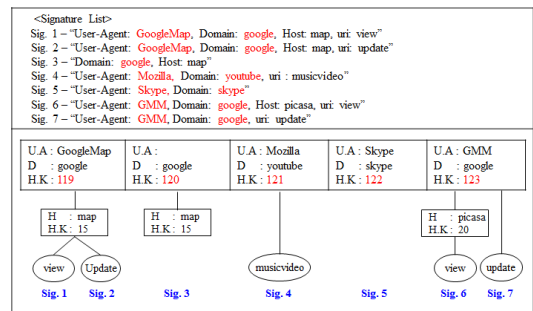 <Signature List>
Sig. 1 – “User-Agent: GoogleMap, Domain: google, Host: map, uri: view”
Sig. 2 – “User-Agent: GoogleMap, Domain: google, Host: map, uri: update”
Sig. 3 – “Domain: google, Host: map”
Sig. 4 – “User-Agent: Mozilla, Domain: youtube, uri : musicvideo”
Sig. 5 – “User-Agent: Skype, Domain: skype”
Sig. 6 – “User-Agent: GMM, Domain: google, Host: picasa, uri: view”
Sig. 7 – “User-Agent: GMM, Domain: google, uri: update”
U.A : GoogleMap U.A : U.A : Mozilla U.A : Skype U.A : GMM
D : google D : google D : youtube D : skype D : google
H.K : 119 H.K : 120 H.K : 121 H.K : 122 H.K : 123
H : map H : map H : picasa
H.K : 15 H.K : 15 H.K : 20
view Update musicvideo view update
Sig. 1 Sig. 2 Sig. 3 Sig. 4 Sig. 5 Sig. 6 Sig. 7